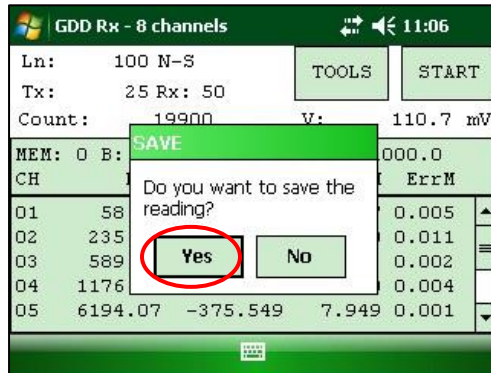 GDD Rx - 8 channels 11:06
Ln: 100 N-S
TOOLS START
Tx: 25 Rx: 50
Count: 19900 V: 110.7 mV
MEM: 0 B: 000.0
SAVE
CH ErrM
Do you want to save the
reading?
01 58 0.005
02 235 0.011
Yes No
03 589 0.002
04 1176 0.004
05 6194.07 -375.549 7.949 0.001